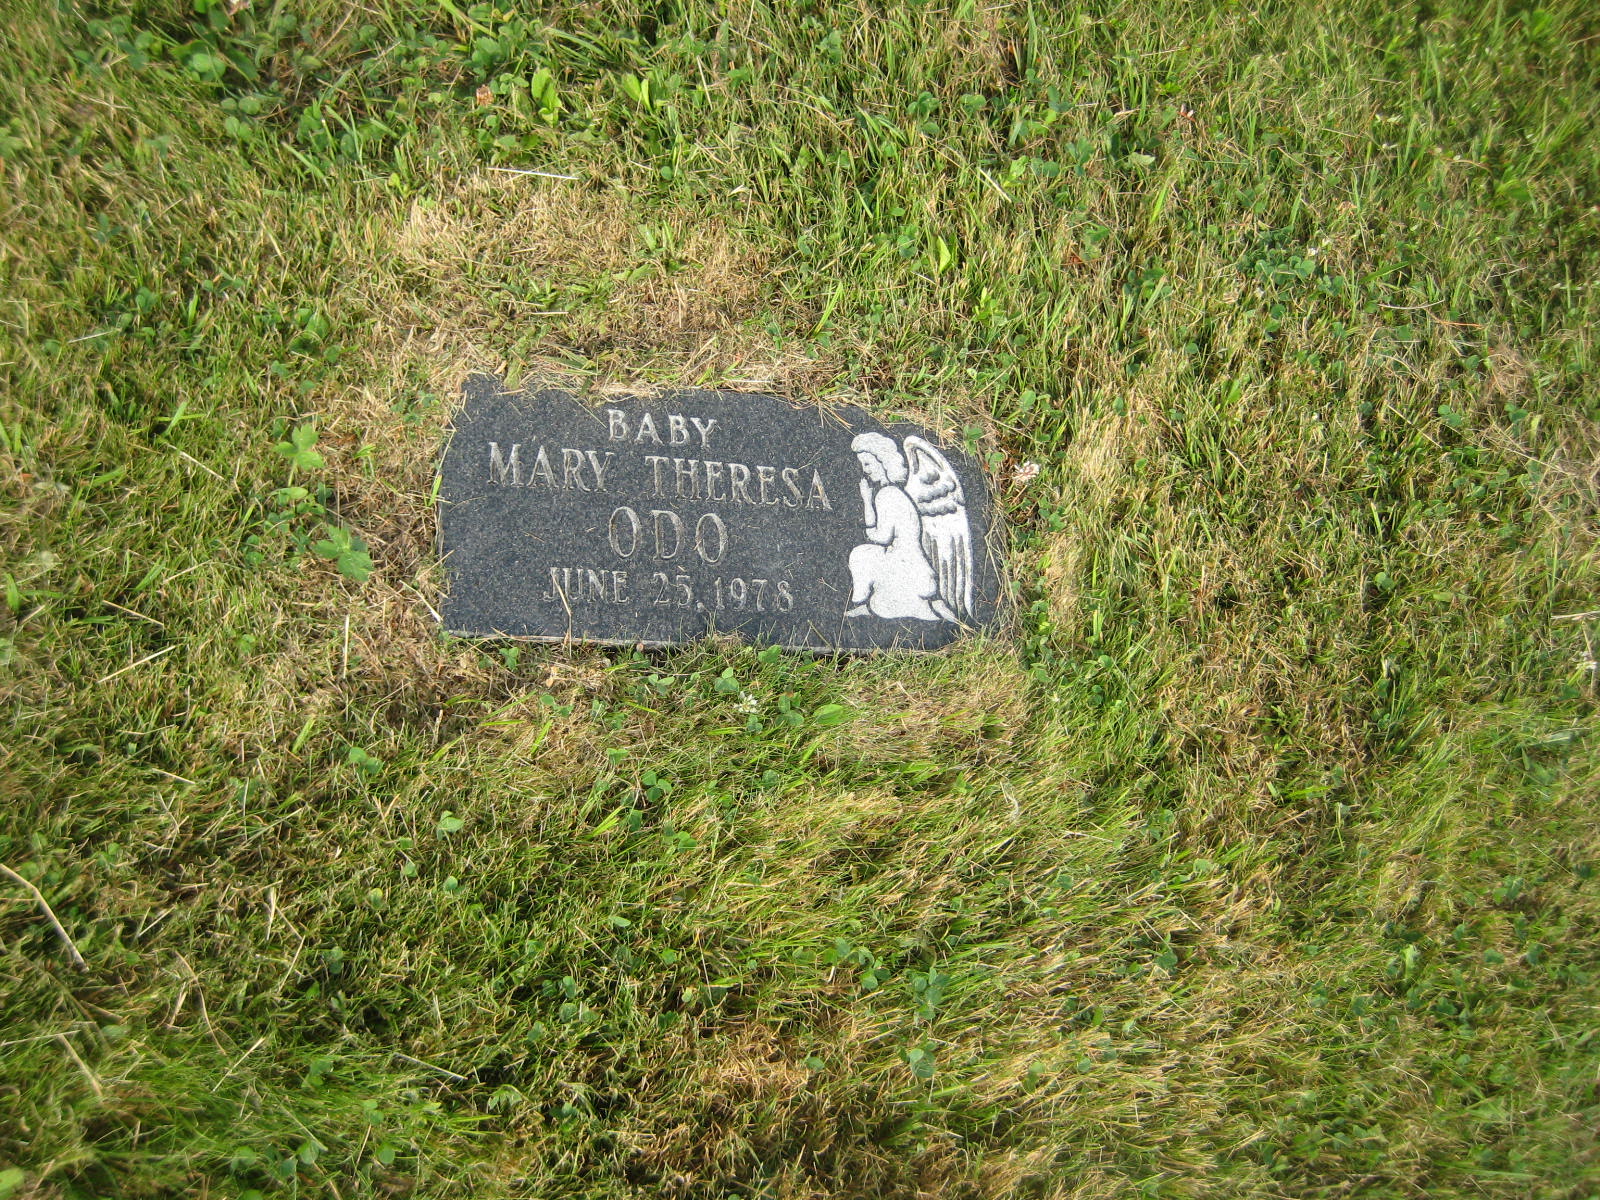 BABY
MARY THERESA
ODO
JUNE 25, 1978